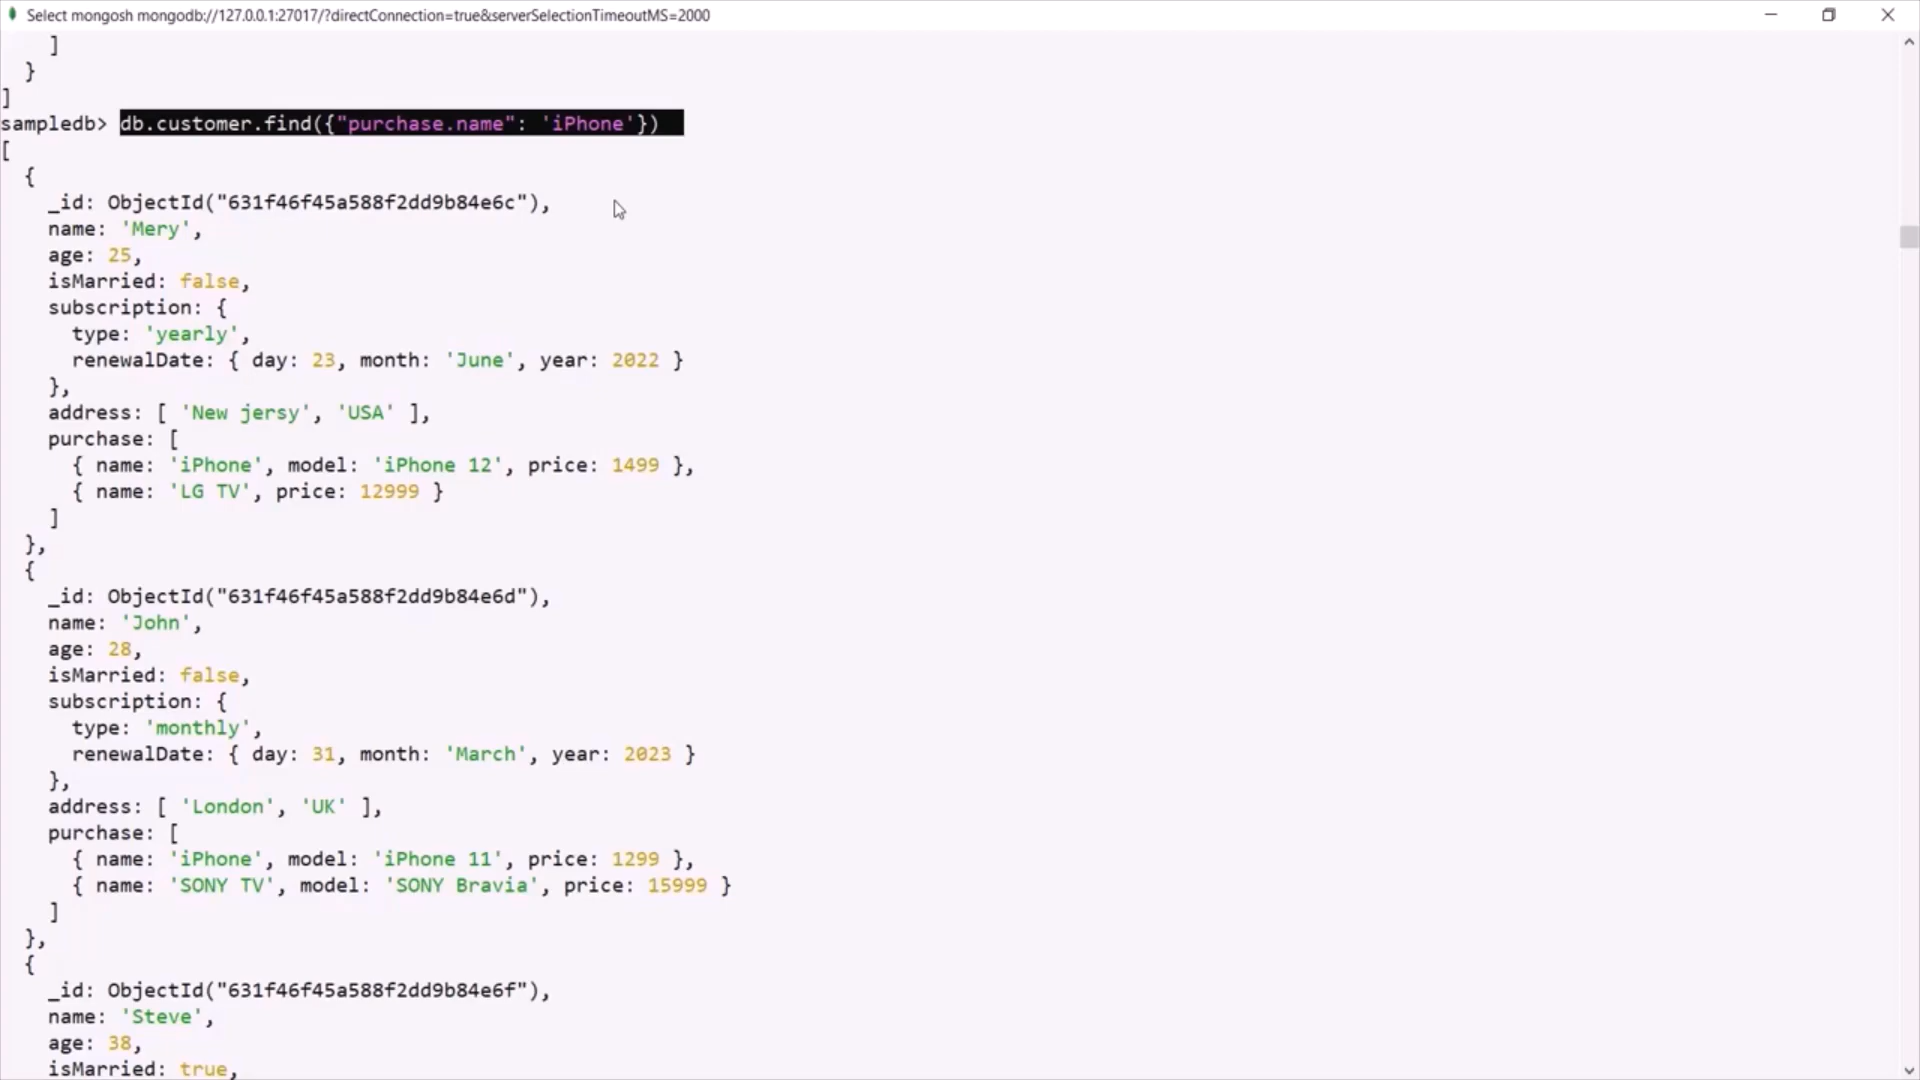 Select mongosh mongodb://127.0.0.1:27017/?directConnection=true&serverSelectionTimeoutMS=2000
    ]
  }
]
sampledb> db.customer.find({"purchase.name": 'iPhone'})
[
  {
    _id: ObjectId("631f46f45a588f2dd9b84e6c"),
    name: 'Mery',
    age: 25,
    isMarried: false,
    subscription: {
      type: 'yearly',
      renewalDate: { day: 23, month: 'June', year: 2022 }
    },
    address: [ 'New jersy', 'USA' ],
    purchase: [
      { name: 'iPhone', model: 'iPhone 12', price: 1499 },
      { name: 'LG TV', price: 12999 }
    ]
  },
  {
    _id: ObjectId("631f46f45a588f2dd9b84e6d"),
    name: 'John',
    age: 28,
    isMarried: false,
    subscription: {
      type: 'monthly',
      renewalDate: { day: 31, month: 'March', year: 2023 }
    },
    address: [ 'London', 'UK' ],
    purchase: [
      { name: 'iPhone', model: 'iPhone 11', price: 1299 },
      { name: 'SONY TV', model: 'SONY Bravia', price: 15999 }
    ]
  },
  {
    _id: ObjectId("631f46f45a588f2dd9b84e6f"),
    name: 'Steve',
    age: 38,
    isMarried: true,